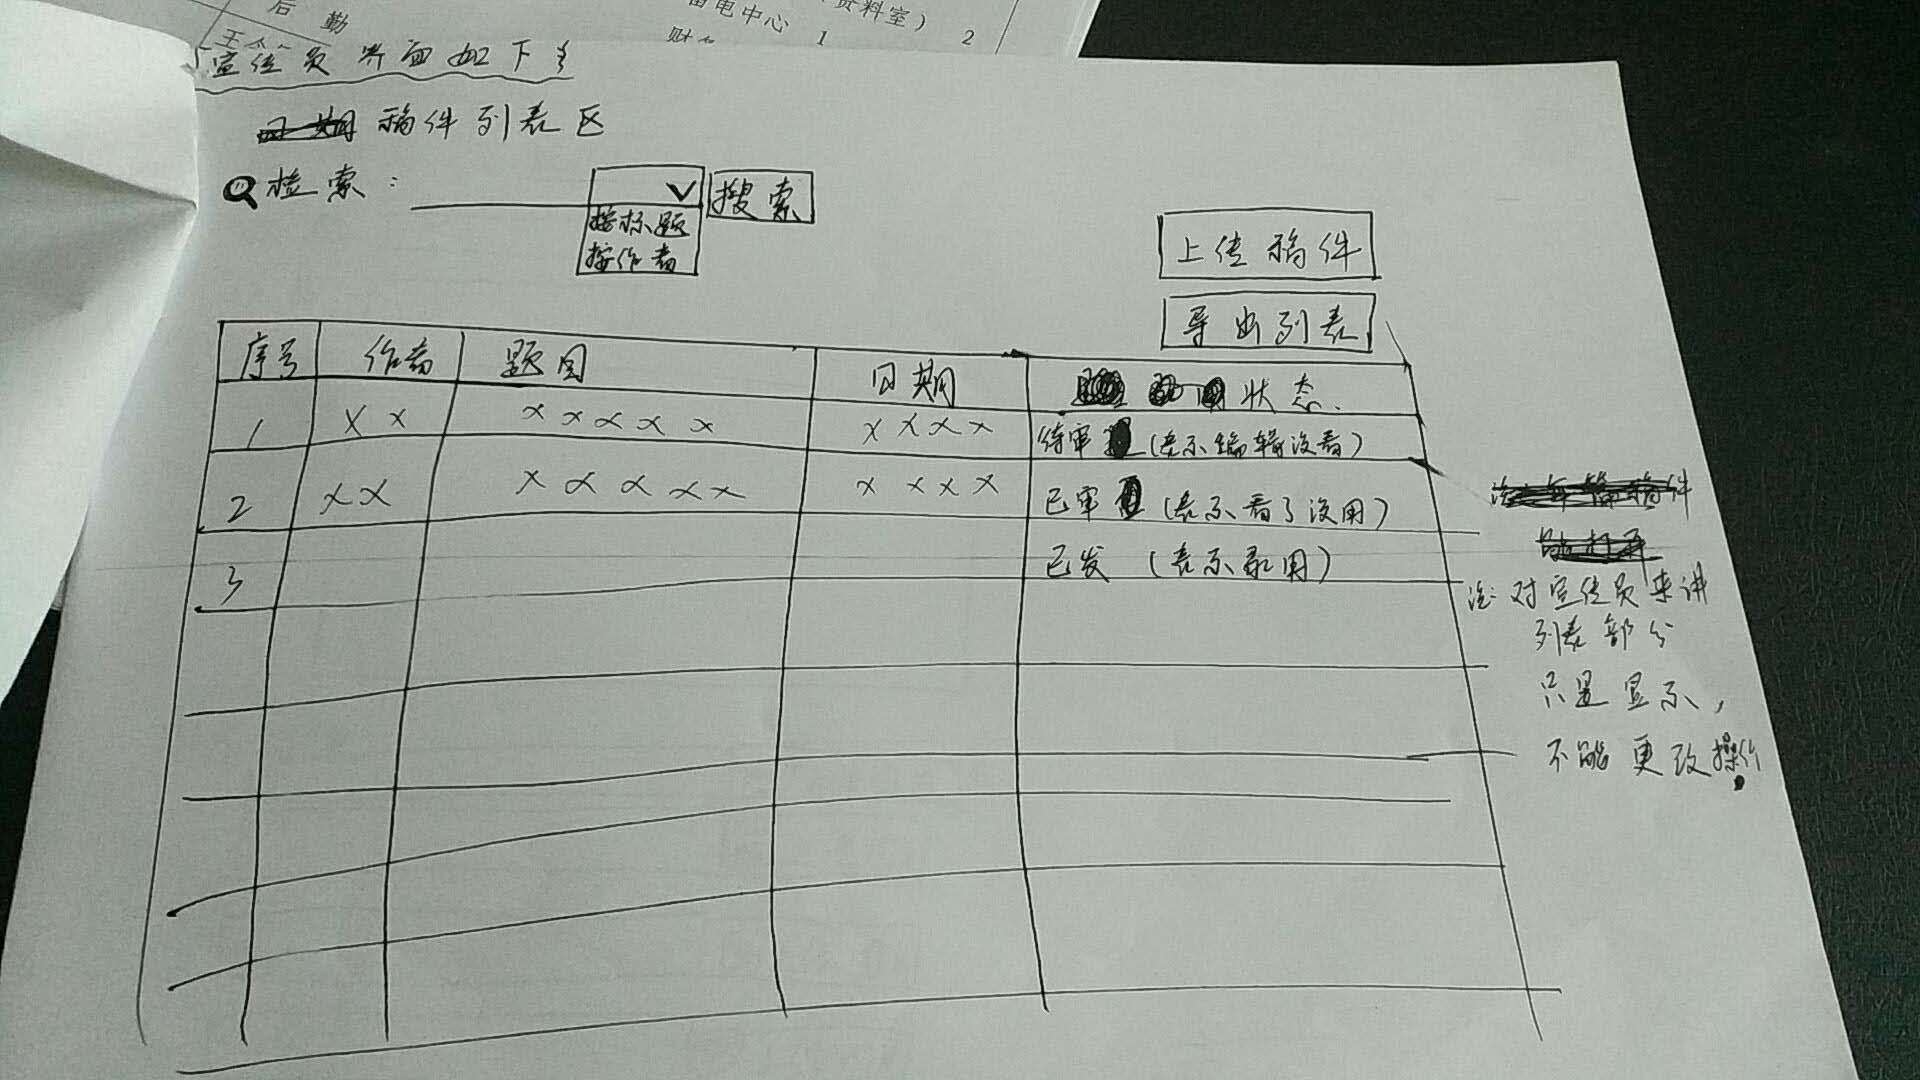 后 勤
雷电中心 1
资料室) 2
宣传员界面如下:
稿件列表区
检索:
搜索
按标题
按作者
上传稿件
导出列表
序号 作者 题目 日期 状态.
1 x x x x x x x x x x x 待审 (表示编辑没看)
2 x x x x x x x x x x x 已审 (表示看了没用)
3 已发 (表示录用)
注: 对宣传员来讲
列表部分
只是显示,
不能更改操作.